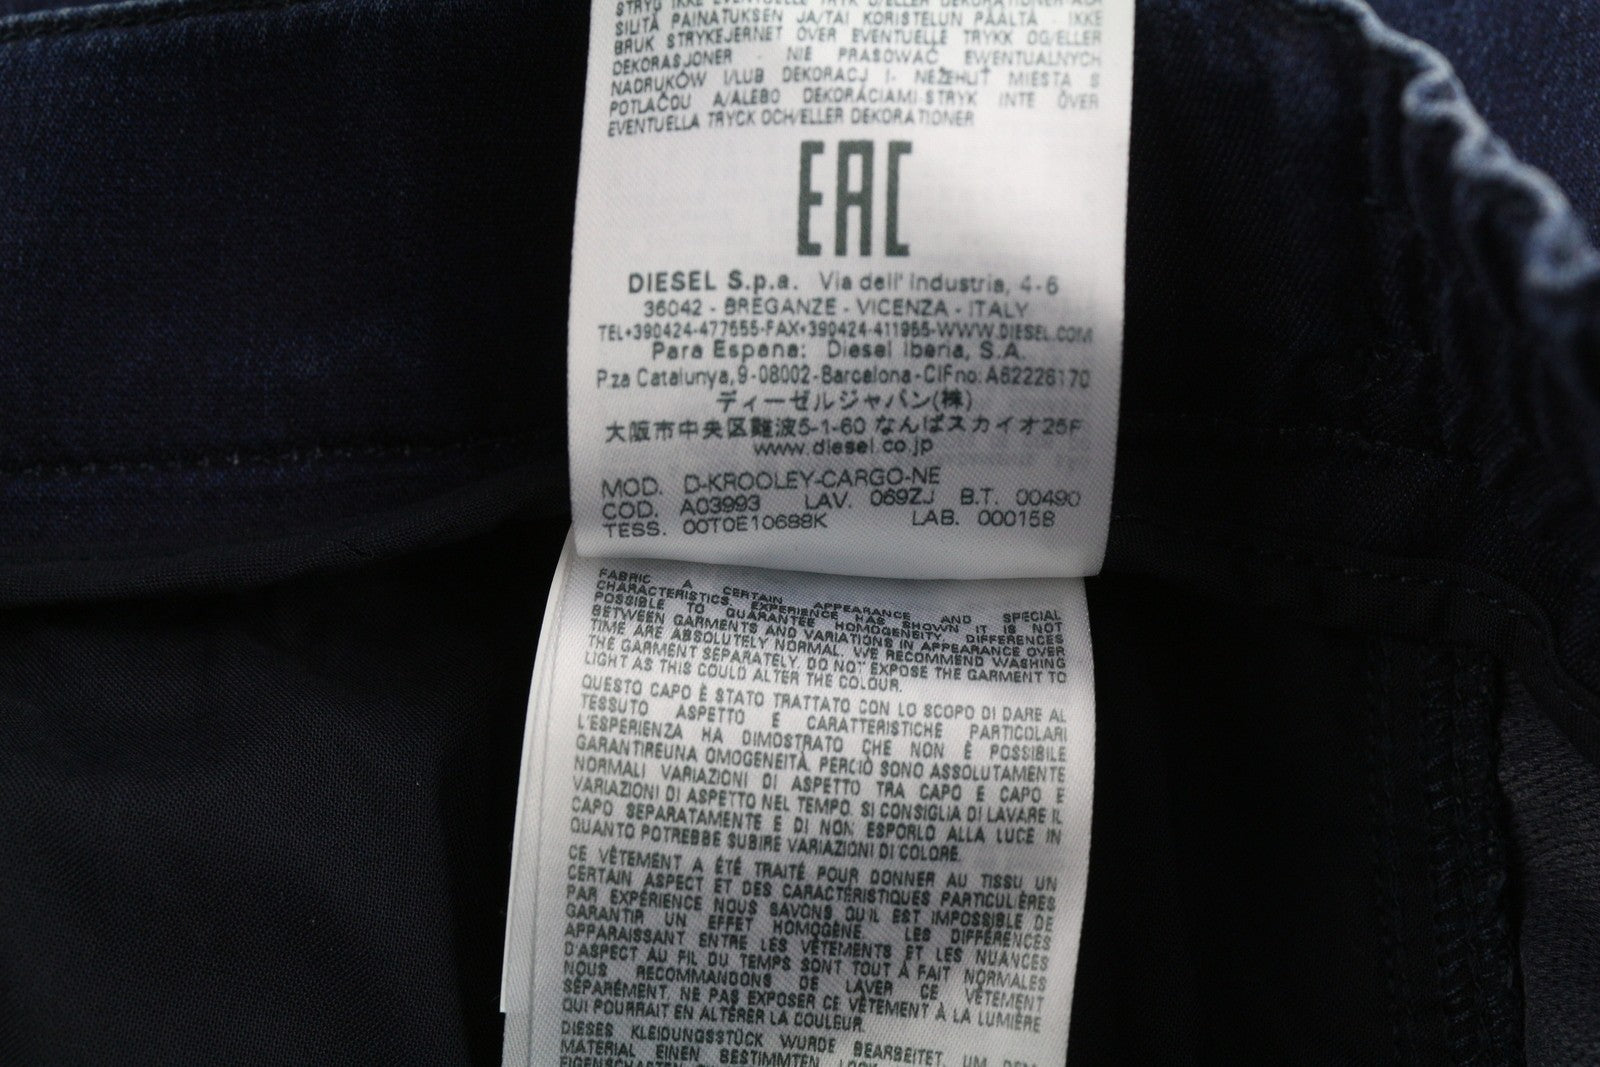 SILITÄ PAINATUKSEN JA/TAI KORISTELUN PÄÄLTÄ - IKKE
BRUK STRYKEJERNET OVER EVENTUELLE TRYKK OG/ELLER
DEKORASJONER - NIE PRASOWAĆ EWENTUALNYCH
NADRUKÓW I/LUB DEKORACJ I- NEŽEHLIŤ MIESTA S
POTLAČOU A/ALEBO DEKORÁCIAMI-STRYK INTE ÖVER
EVENTUELLA TRYCK OCH/ELLER DEKORATIONER
EAC
DIESEL S.p.a. Via dell' Industria, 4-6
36042 - BREGANZE - VICENZA - ITALY
TEL+390424-477555-FAX+390424-411955-WWW.DIESEL.COM
Para Espana: Diesel Iberia, S.A.
P.za Catalunya,9-08002-Barcelona-CIFno:A62226170
ディーゼルジャパン(株)
大阪市中央区難波5-1-60 なんばスカイオ25F
www.diesel.co.jp
MOD. D-KROOLEY-CARGO-NE
COD. A03993 LAV. 069ZJ B.T. 00490
TESS. 00T0E10688K LAB. 000158
FABRIC A CERTAIN APPEARANCE AND SPECIAL
CHARACTERISTICS EXPERIENCE HAS SHOWN IT IS NOT
POSSIBLE TO GUARANTEE HOMOGENEITY, DIFFERENCES
BETWEEN GARMENTS AND VARIATIONS IN APPEARANCE OVER
TIME ARE ABSOLUTELY NORMAL. WE RECOMMEND WASHING
THE GARMENT SEPARATELY. DO NOT EXPOSE THE GARMENT TO
LIGHT AS THIS COULD ALTER THE COLOUR.
QUESTO CAPO È STATO TRATTATO CON LO SCOPO DI DARE AL
TESSUTO ASPETTO E CARATTERISTICHE PARTICOLARI
L'ESPERIENZA HA DIMOSTRATO CHE NON È POSSIBILE
GARANTIREUNA OMOGENEITÀ. PERCIÒ SONO ASSOLUTAMENTE
NORMALI VARIAZIONI DI ASPETTO TRA CAPO E CAPO E
VARIAZIONI DI ASPETTO NEL TEMPO. SI CONSIGLIA DI LAVARE IL
CAPO SEPARATAMENTE E DI NON ESPORLO ALLA LUCE IN
QUANTO POTREBBE SUBIRE VARIAZIONI DI COLORE.
CE VÊTEMENT A ÉTÉ TRAITÉ POUR DONNER AU TISSU UN
CERTAIN ASPECT ET DES CARACTÉRISTIQUES PARTICULIÈRES
PAR EXPÉRIENCE NOUS SAVONS QU'IL EST IMPOSSIBLE DE
GARANTIR UN EFFET HOMOGÈNE. LES DIFFÉRENCES
APPARAISSANT ENTRE LES VÊTEMENTS ET LES NUANCES
D'ASPECT AU FIL DU TEMPS SONT TOUT À FAIT NORMALES
NOUS RECOMMANDONS DE LAVER CE VÊTEMENT
SÉPARÉMENT. NE PAS EXPOSER CE VÊTEMENT À LA LUMIÈRE
QUI POURRAIT EN ALTÉRER LA COULEUR.
DIESES KLEIDUNGSSTÜCK WURDE BEARBEITET, UM DEM
MATERIAL EINEN BESTIMMTEN LOOK